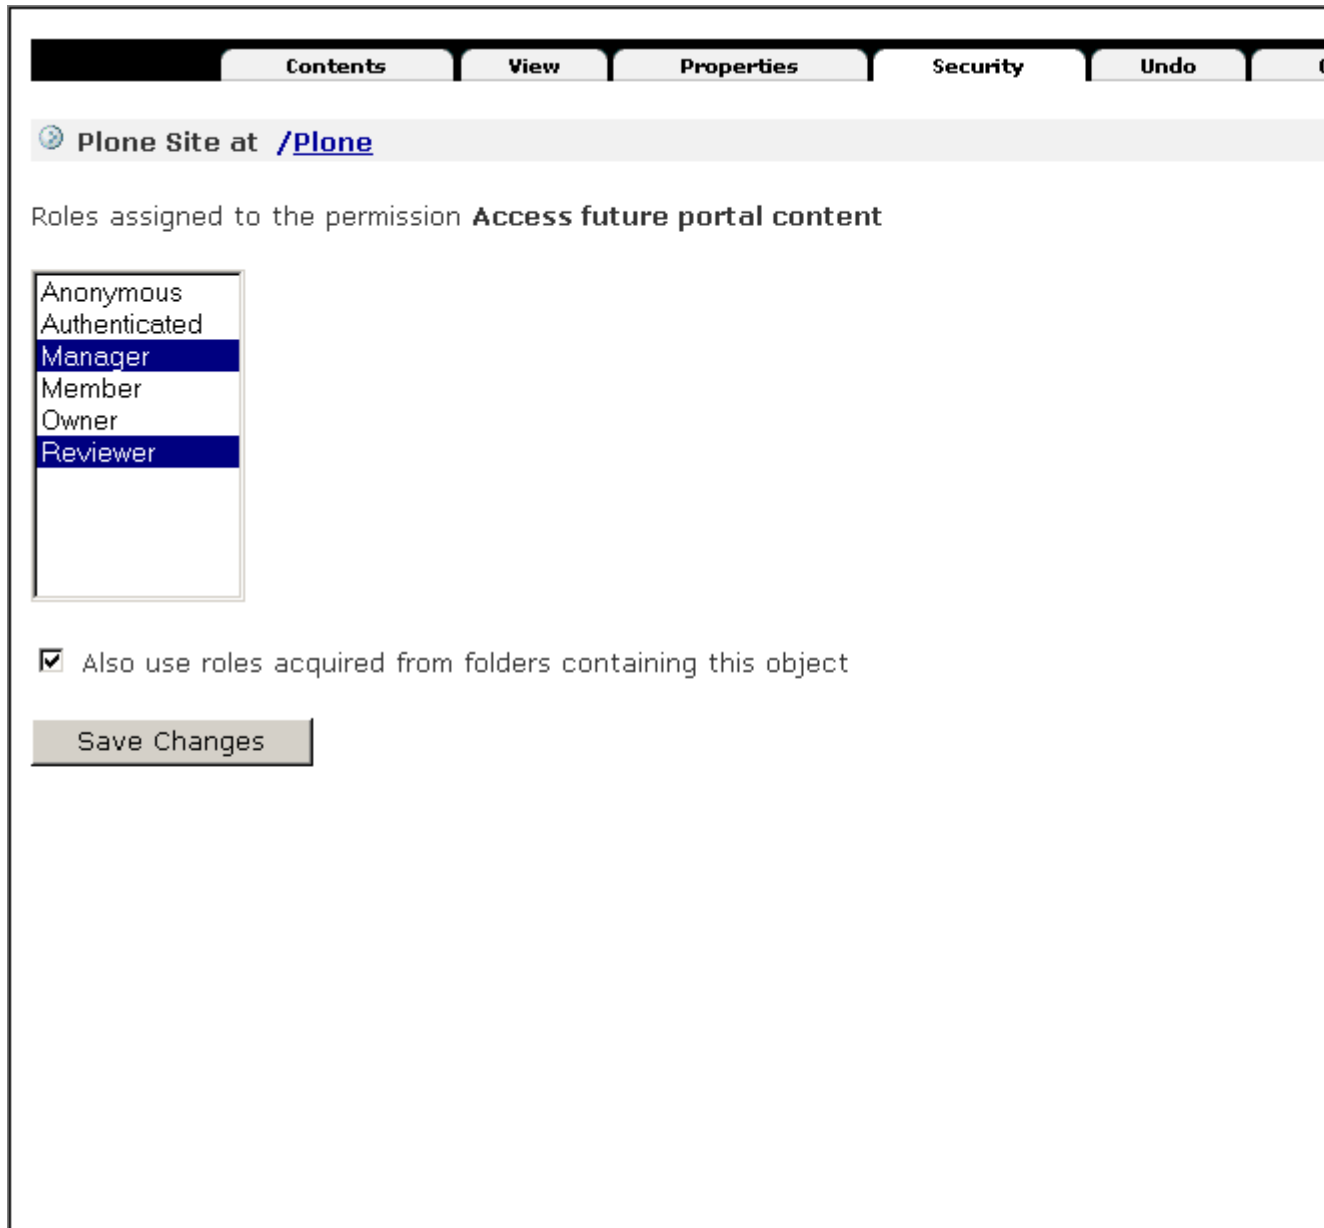 Contents View Properties Security Undo
Plone Site at /Plone
Roles assigned to the permission Access future portal content
Anonymous
Authenticated
Manager
Member
Owner
Reviewer
Also use roles acquired from folders containing this object
Save Changes